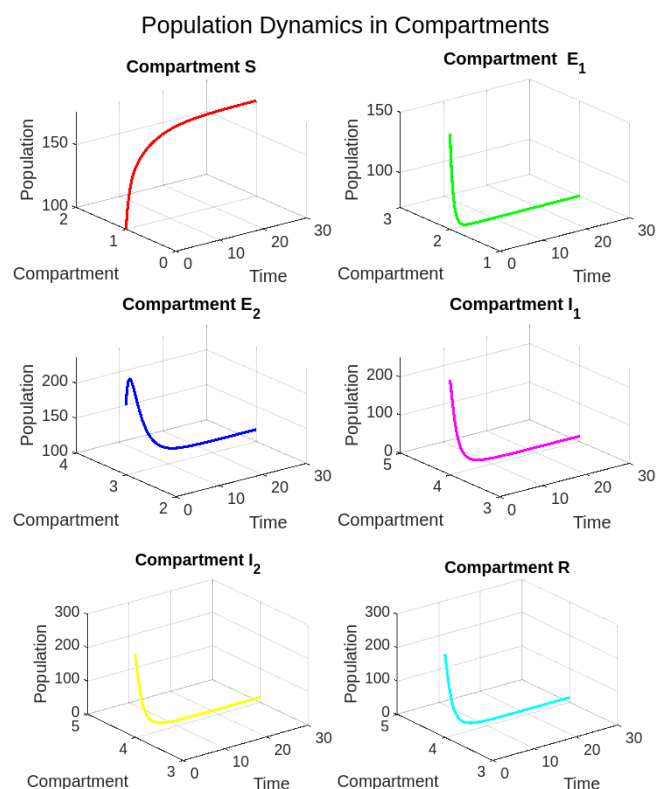 Population Dynamics in Compartments
Compartment S
Population
150
100
2
1
0
0
10
20
30
Compartment
Time
Compartment E1
Population
150
100
3
2
1
0
10
20
30
Compartment
Time
Compartment E2
Population
200
150
100
4
3
2
0
10
20
30
Compartment
Time
Compartment I1
Population
200
100
0
5
4
3
0
10
20
30
Compartment
Time
Compartment I2
Population
300
200
100
0
5
4
3
0
10
20
30
Compartment
Time
Compartment R
Population
300
200
100
0
5
4
3
0
10
20
30
Compartment
Time